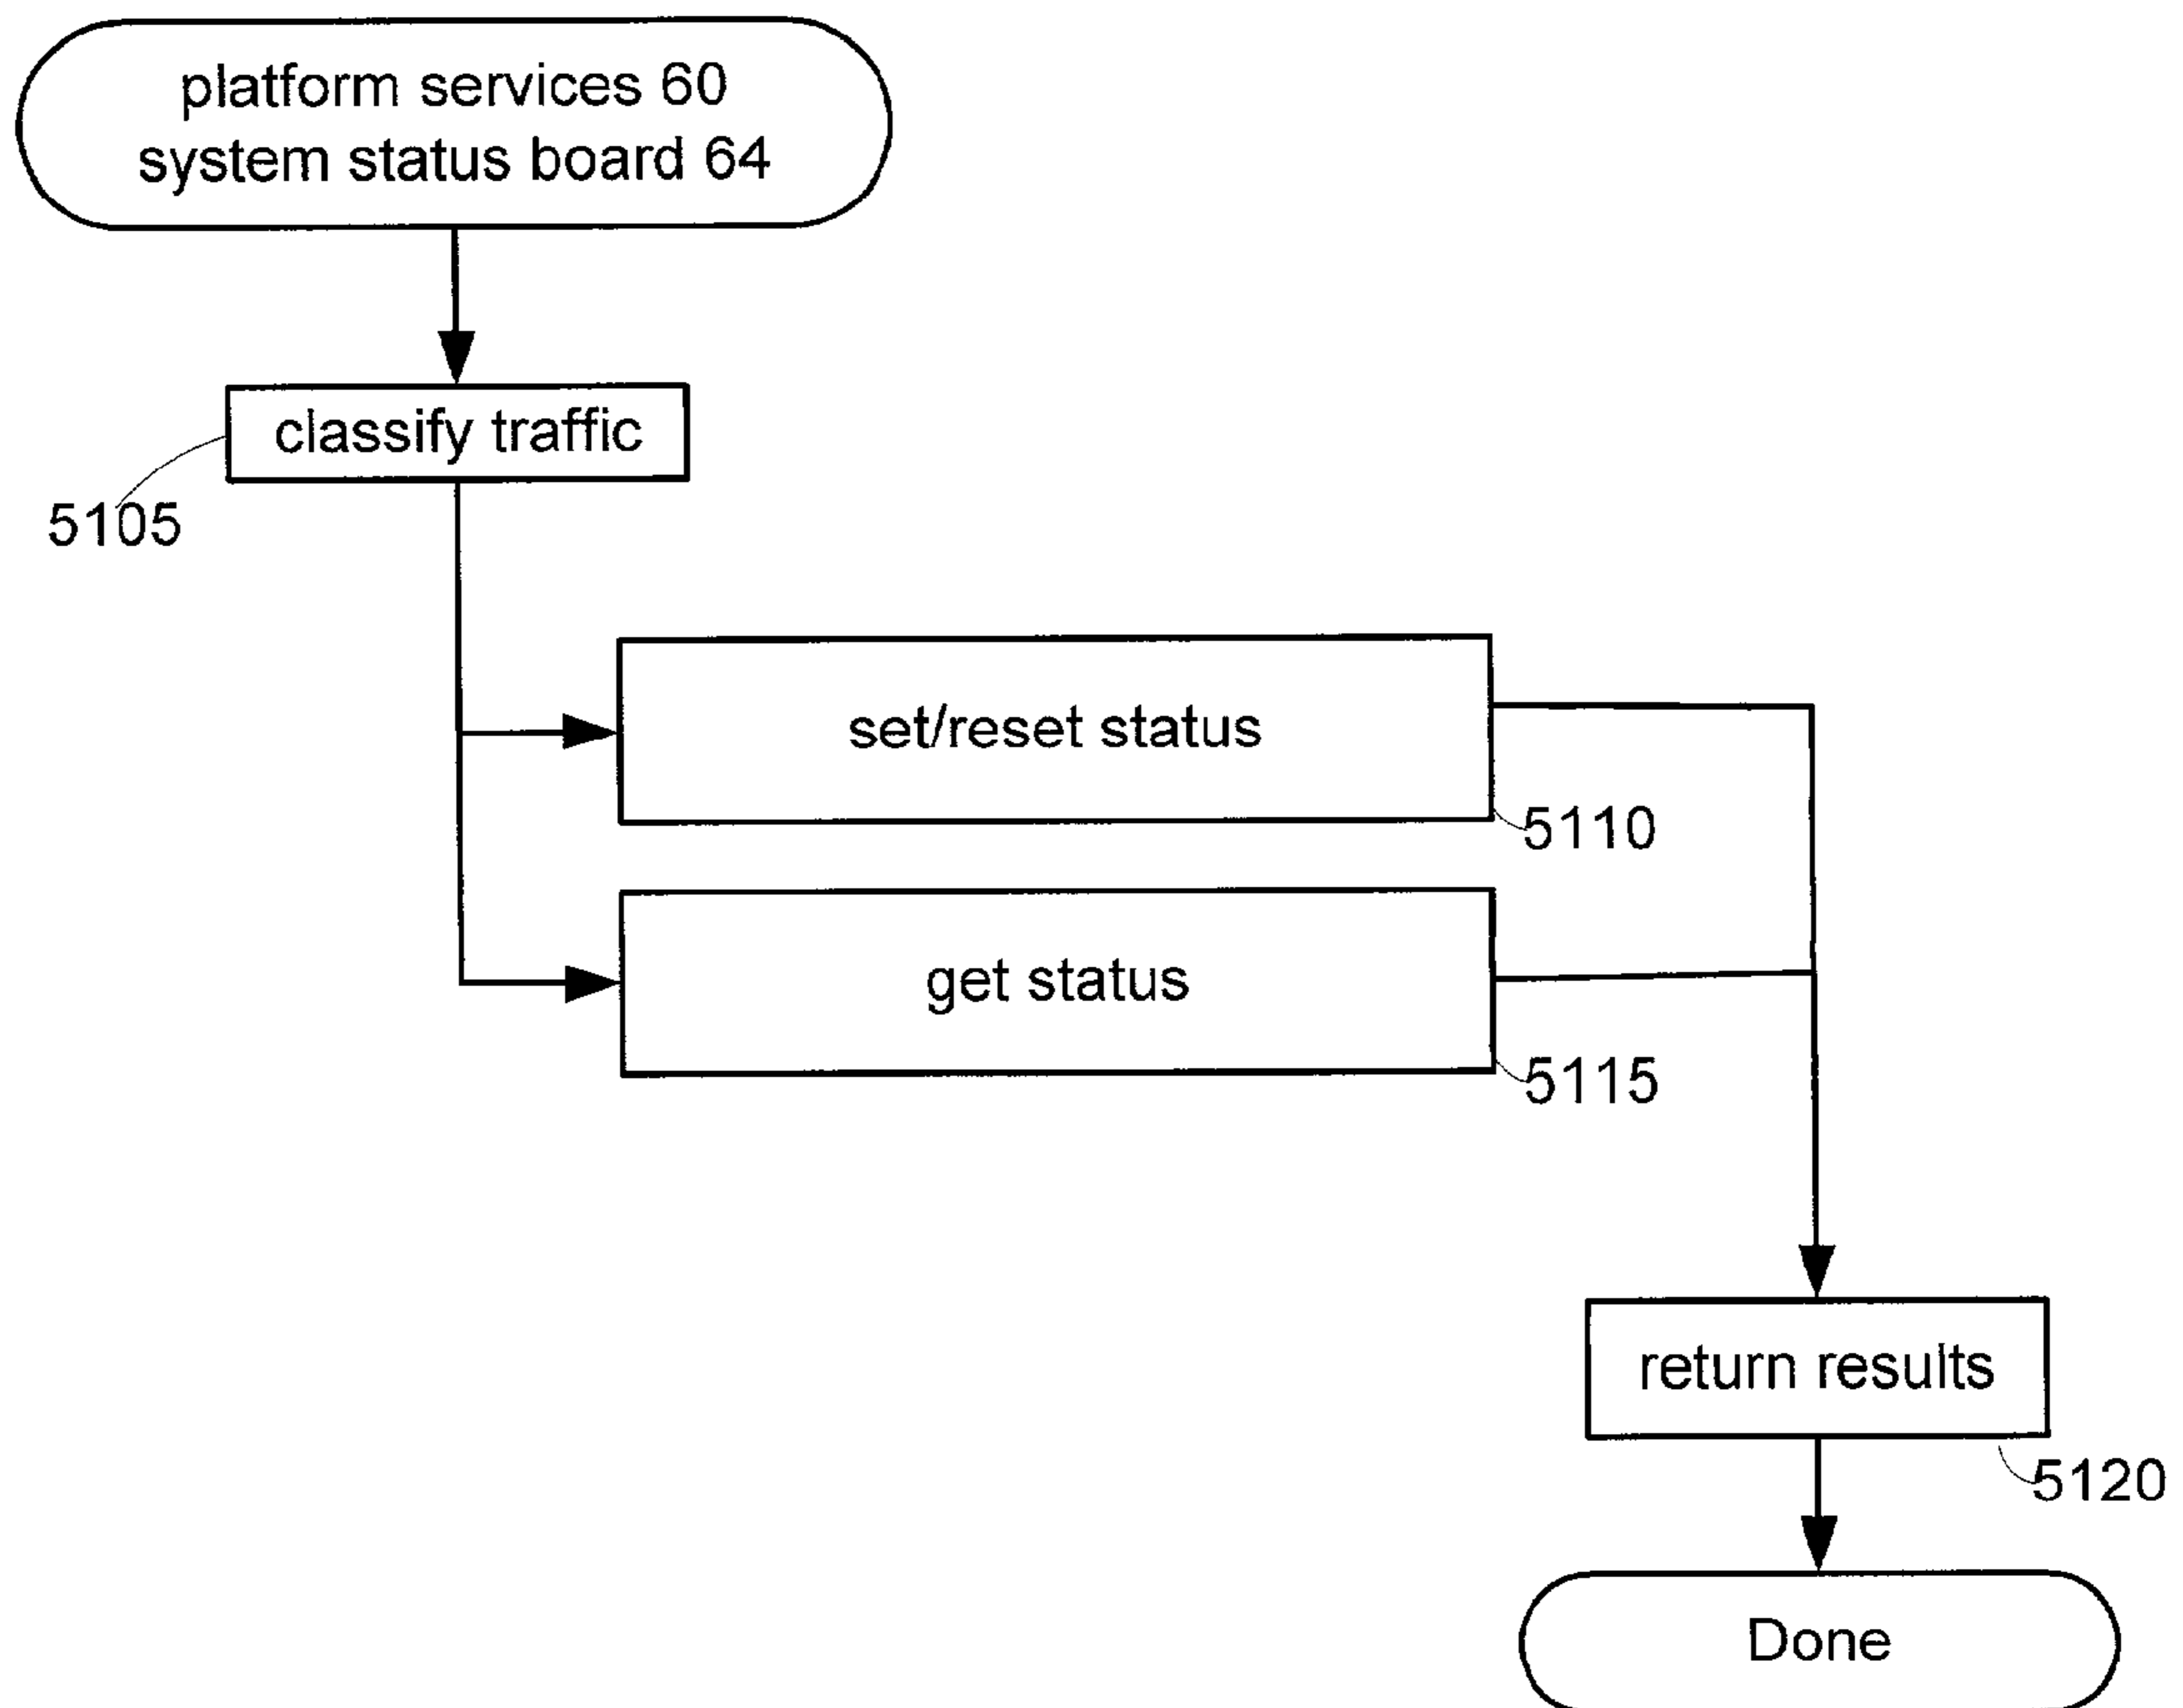 platform services 60
system status board 64
classify traffic
5105
set/reset status
5110
get status
5115
return results
5120
Done